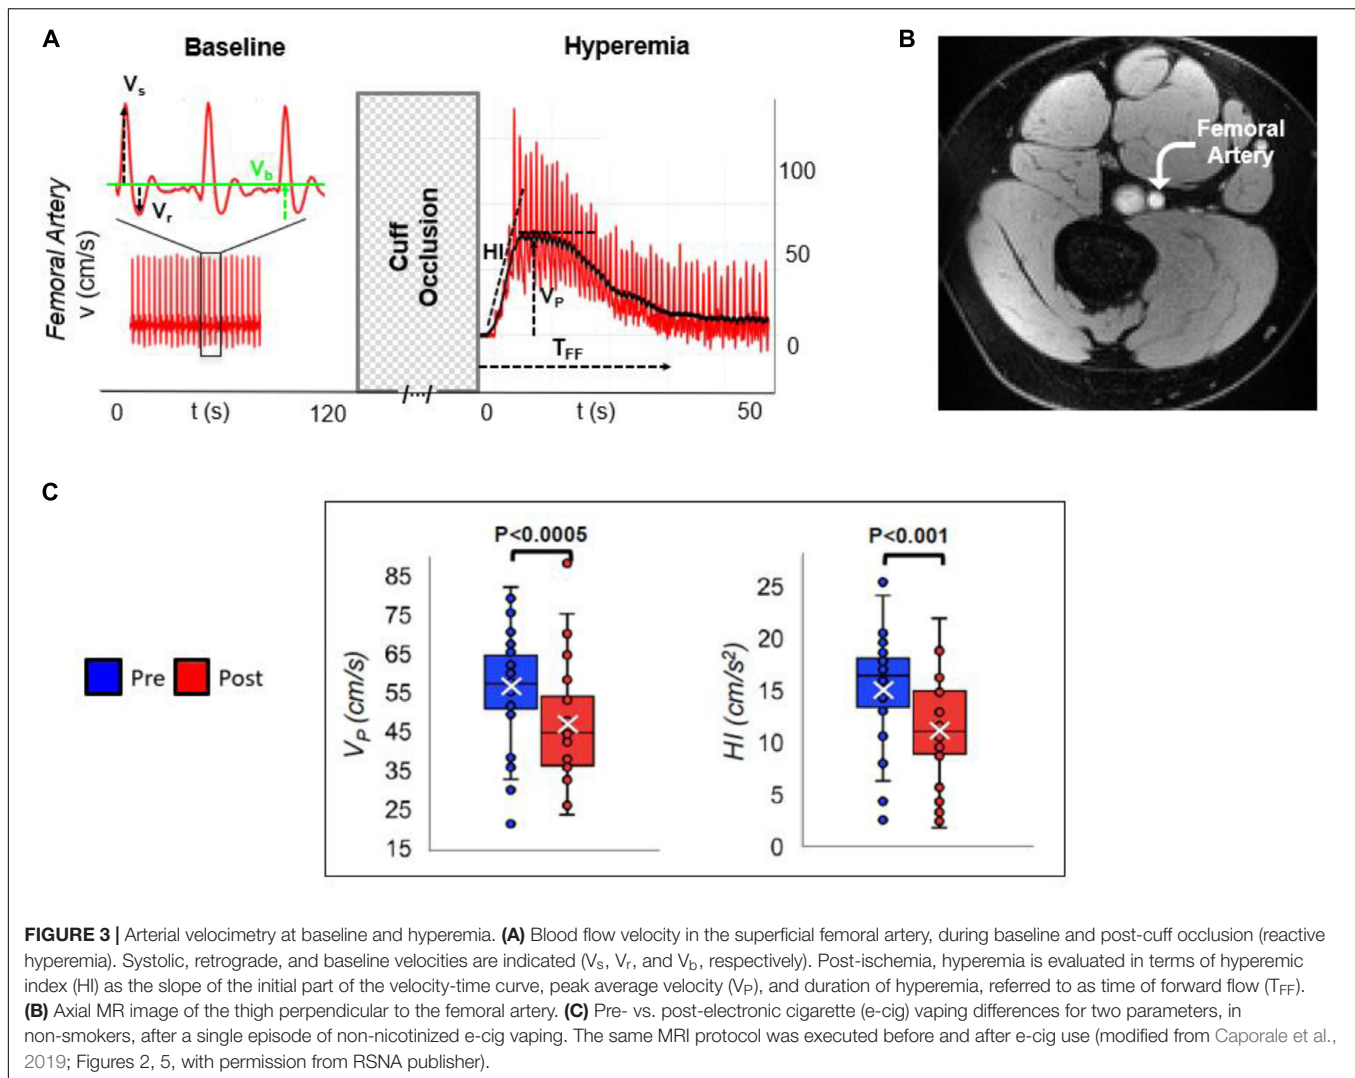 A
Baseline
Hyperemia
B
Vs
Vb
Vr
Femoral Artery
v (cm/s)
Cuff
Occlusion
HI
VP
TFF
100
50
0
0
t (s)
120
/.../
0
t (s)
50
Femoral
Artery
C
Pre
Post
P<0.0005
VP (cm/s)
85
75
65
55
45
35
25
15
P<0.001
HI (cm/s²)
25
20
15
10
5
0
FIGURE 3 | Arterial velocimetry at baseline and hyperemia. (A) Blood flow velocity in the superficial femoral artery, during baseline and post-cuff occlusion (reactive
hyperemia). Systolic, retrograde, and baseline velocities are indicated (Vs, Vr, and Vb, respectively). Post-ischemia, hyperemia is evaluated in terms of hyperemic
index (HI) as the slope of the initial part of the velocity-time curve, peak average velocity (VP), and duration of hyperemia, referred to as time of forward flow (TFF).
(B) Axial MR image of the thigh perpendicular to the femoral artery. (C) Pre- vs. post-electronic cigarette (e-cig) vaping differences for two parameters, in
non-smokers, after a single episode of non-nicotinized e-cig vaping. The same MRI protocol was executed before and after e-cig use (modified from Caporale et al.,
2019; Figures 2, 5, with permission from RSNA publisher).